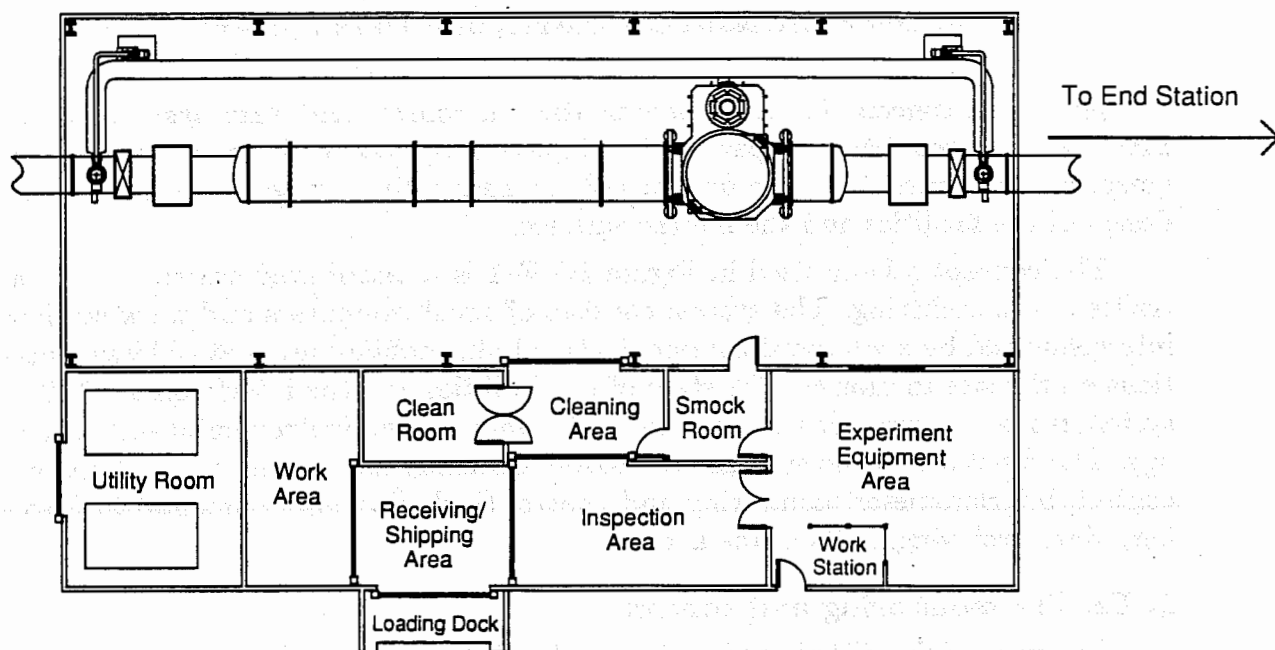 To End Station
Clean
Room
Cleaning
Area
Smock
Room
Experiment
Equipment
Area
Utility Room
Work
Area
Receiving/
Shipping
Area
Inspection
Area
Work
Station
Loading Dock